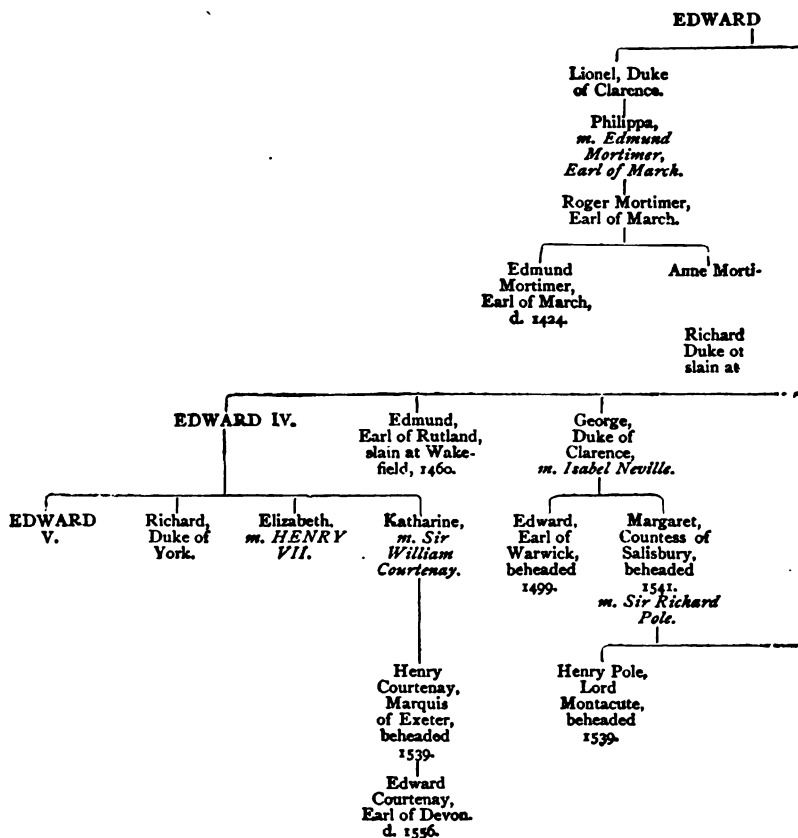 EDWARD
Lionel, Duke
of Clarence.
Philippa,
m. Edmund
Mortimer,
Earl of March.
Roger Mortimer,
Earl of March.
Edmund
Mortimer,
Earl of March,
d. 1424.
Anne Morti-
Richard
Duke of
slain at
EDWARD IV.
Edmund,
Earl of Rutland,
slain at Wake-
field, 1460.
George,
Duke of
Clarence,
m. Isabel Neville.
EDWARD
V.
Richard,
Duke of
York.
Elizabeth.
m. HENRY
VII.
Katharine,
m. Sir
William
Courtenay.
Edward,
Earl of
Warwick,
beheaded
1499.
Margaret,
Countess of
Salisbury,
beheaded
1541.
m. Sir Richard
Pole.
Henry
Courtenay,
Marquis
of Exeter,
beheaded
1539.
Henry Pole,
Lord
Montacute,
beheaded
1539.
Edward
Courtenay,
Earl of Devon.
d. 1556.